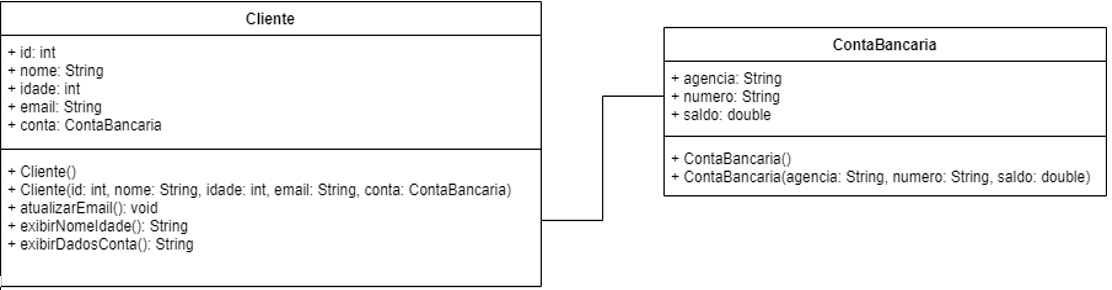 Cliente
+ id: int
+ nome: String
+ idade: int
+ email: String
+ conta: ContaBancaria
+ Cliente()
+ Cliente(id: int, nome: String, idade: int, email: String, conta: ContaBancaria)
+ atualizarEmail(): void
+ exibirNomeIdade(): String
+ exibirDadosConta(): String
ContaBancaria
+ agencia: String
+ numero: String
+ saldo: double
+ ContaBancaria()
+ ContaBancaria(agencia: String, numero: String, saldo: double)